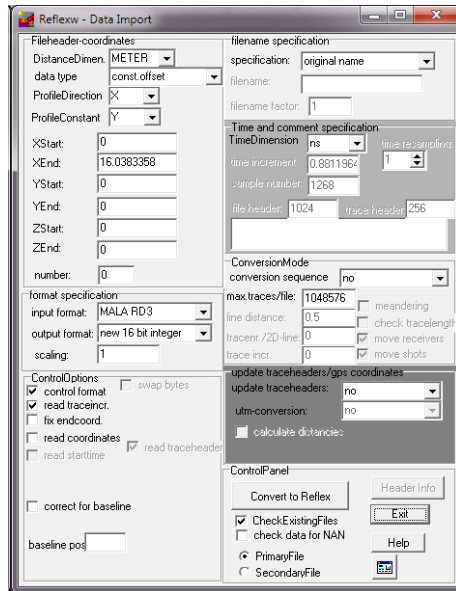 Reflexw - Data Import
Fileheader-coordinates
DistanceDimen. METER
data type const.offset
ProfileDirection X
ProfileConstant Y
XStart: 0
XEnd: 16.0383358
YStart: 0
YEnd: 0
ZStart: 0
ZEnd: 0
number: 0
format specification
input format: MALA RD3
output format: new 16 bit integer
scaling: 1
ControlOptions
control format
swap bytes
read traceincr.
fix endcoord.
read coordinates
read traceheader
read starttime
correct for baseline
baseline pos
filename specification
specification: original name
filename:
filename factor: 1
Time and comment specification
TimeDimension ns
time resampling:
time increment 0.8811964
1
sample number: 1268
file header: 1024 trace header: 256
ConversionMode
conversion sequence no
max.traces/file: 1048576
meandering
line distance: 0.5
check tracelength
tracenr./2D-line: 0
move receivers
trace incr. 0
move shots
update traceheaders/gps coordinates
update traceheaders: no
utm-conversion: no
calculate distancies
ControlPanel
Convert to Reflex
Header Info
CheckExistingFiles
Exit
check data for NAN
PrimaryFile
Help
SecondaryFile